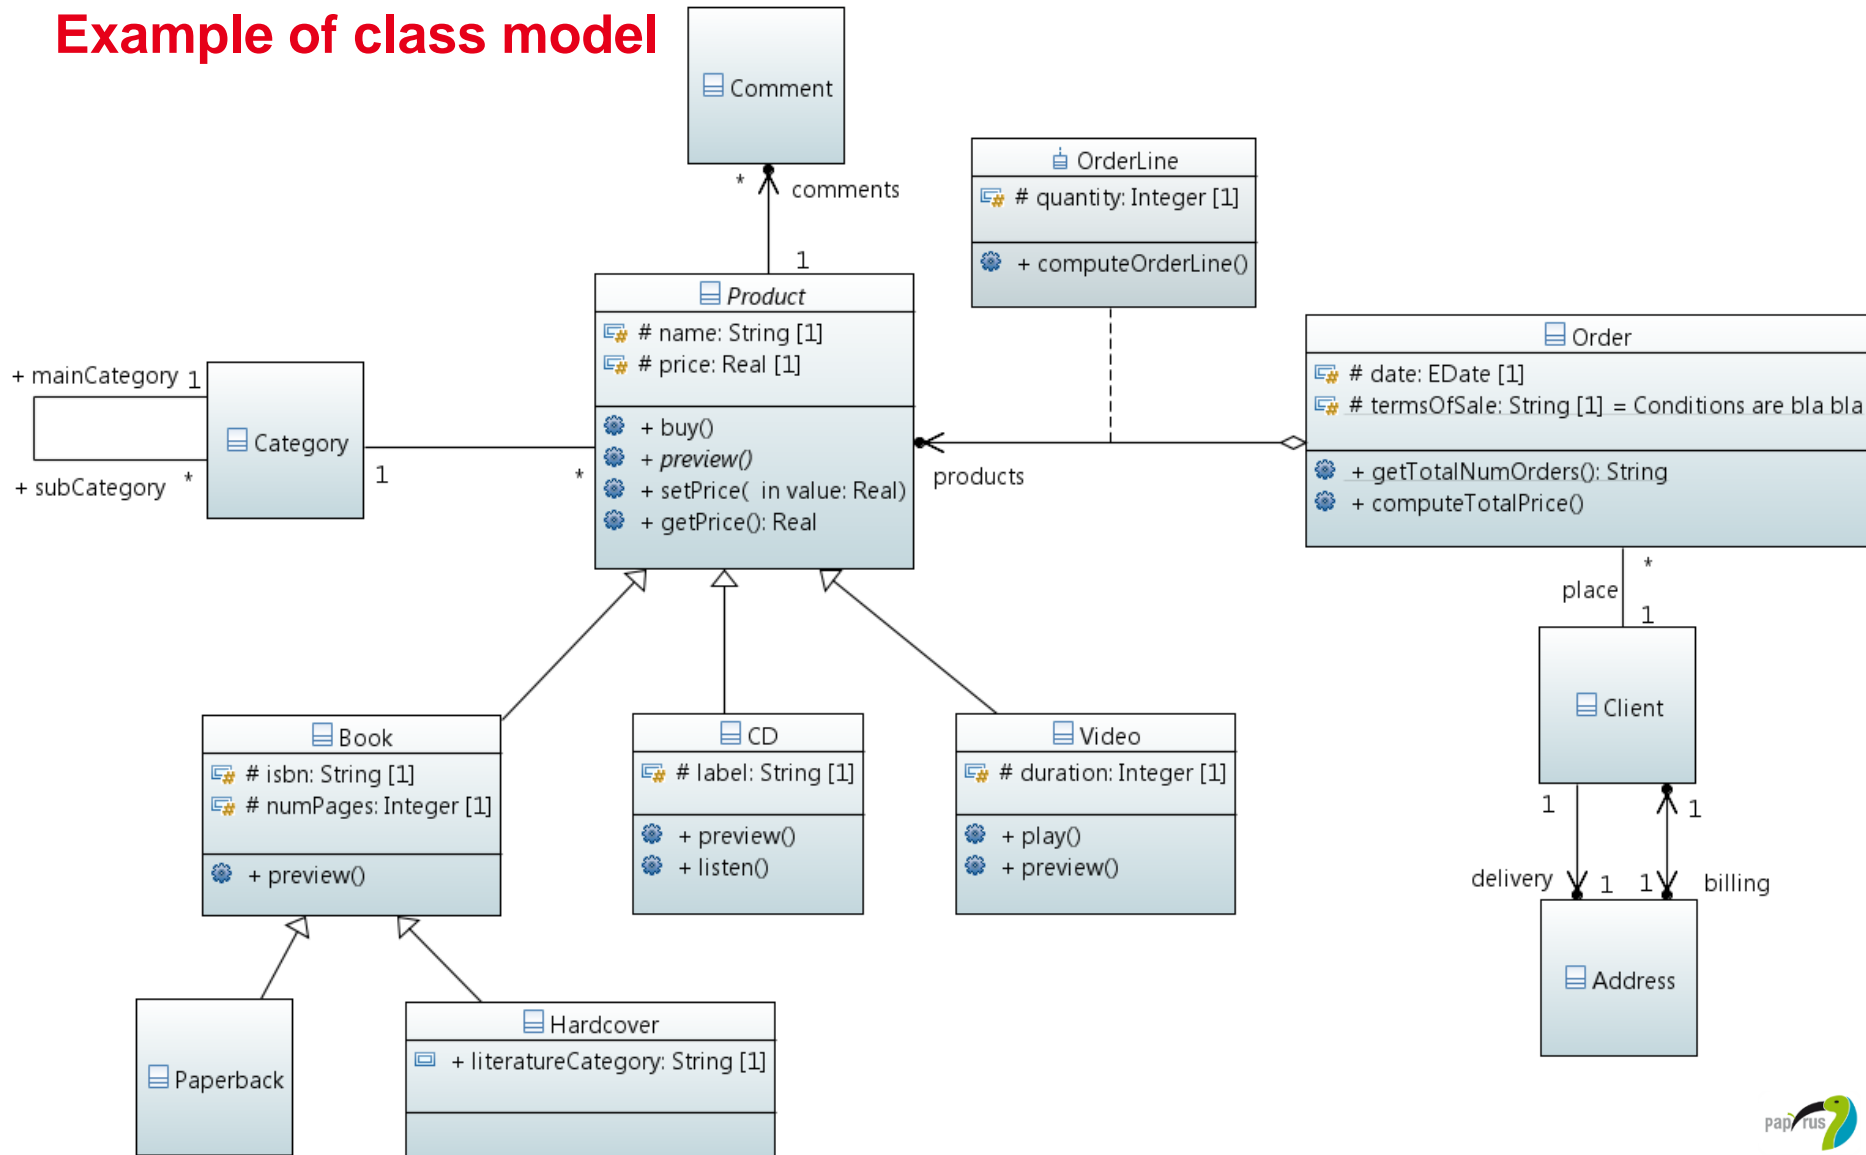 Example of class model
Comment
*
comments
1
OrderLine
# quantity: Integer [1]
+ computeOrderLine()
Product
# name: String [1]
# price: Real [1]
+ buy()
+ preview()
+ setPrice( in value: Real)
+ getPrice(): Real
+ mainCategory 1
+ subCategory *
Category
1
*
products
Order
# date: EDate [1]
# termsOfSale: String [1] = Conditions are bla bla
+ getTotalNumOrders(): String
+ computeTotalPrice()
*
place
1
Client
1
1
delivery 1
1 billing
Address
Book
# isbn: String [1]
# numPages: Integer [1]
+ preview()
CD
# label: String [1]
+ preview()
+ listen()
Video
# duration: Integer [1]
+ play()
+ preview()
Paperback
Hardcover
+ literatureCategory: String [1]
papyrus